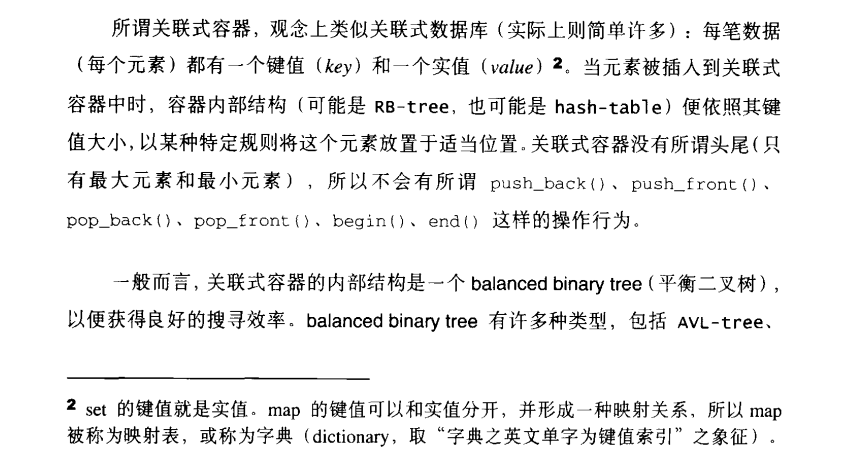 所谓关联式容器，观念上类似关联式数据库（实际上则简单许多）：每笔数据
（每个元素）都有一个键值（key）和一个实值（value）2。当元素被插入到关联式
容器中时，容器内部结构（可能是 RB-tree，也可能是 hash-table）便依照其键
值大小，以某种特定规则将这个元素放置于适当位置。关联式容器没有所谓头尾（只
有最大元素和最小元素），所以不会有所谓 push_back()、push_front()、
pop_back()、pop_front()、begin()、end() 这样的操作行为。
一般而言，关联式容器的内部结构是一个 balanced binary tree（平衡二叉树），
以便获得良好的搜寻效率。balanced binary tree 有许多种类型，包括 AVL-tree、
2 set 的键值就是实值。map 的键值可以和实值分开，并形成一种映射关系，所以 map
被称为映射表，或称为字典（dictionary，取“字典之英文单字为键值索引”之象征）。